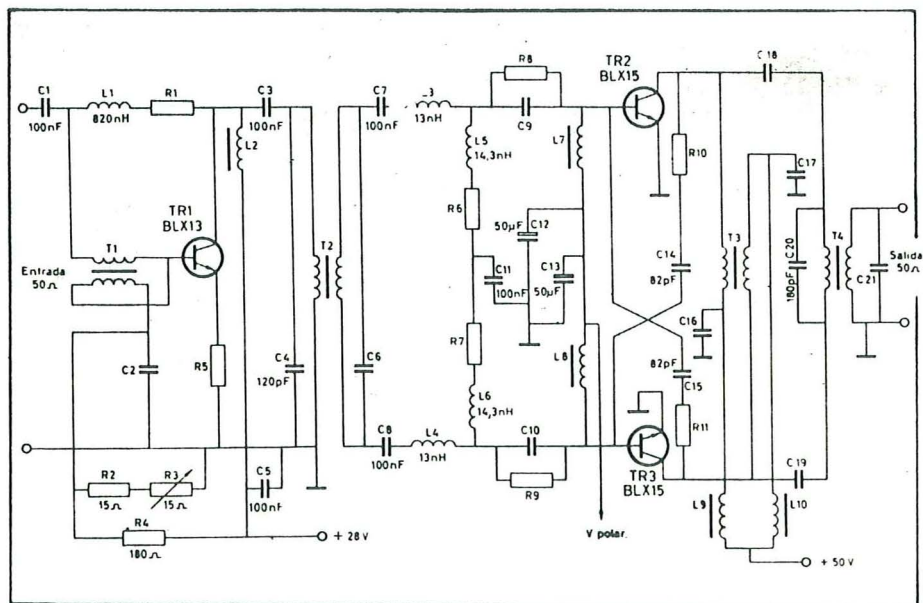 C1
100nF
L1
820nH
R1
C3
100nF
L2
TR1
BLX13
T1
Entrada
50Ω
C2
R5
R2
15Ω
R3
15Ω
R4
180Ω
C5
100nF
+ 28 V
C4
120pF
T2
C6
C7
100nF
L3
13nH
R8
C9
L5
14,3nH
L7
R6
C12
50µF
C11
100nF
C13
50µF
R7
L8
L6
14,3nH
C8
100nF
L4
13nH
C10
R9
V polar.
TR2
BLX15
R10
C14
82pF
C16
82pF
C15
R11
TR3
BLX15
C18
C17
T3
C20
180pF
T4
C21
Salida
50Ω
C19
L9
L10
+ 50 V